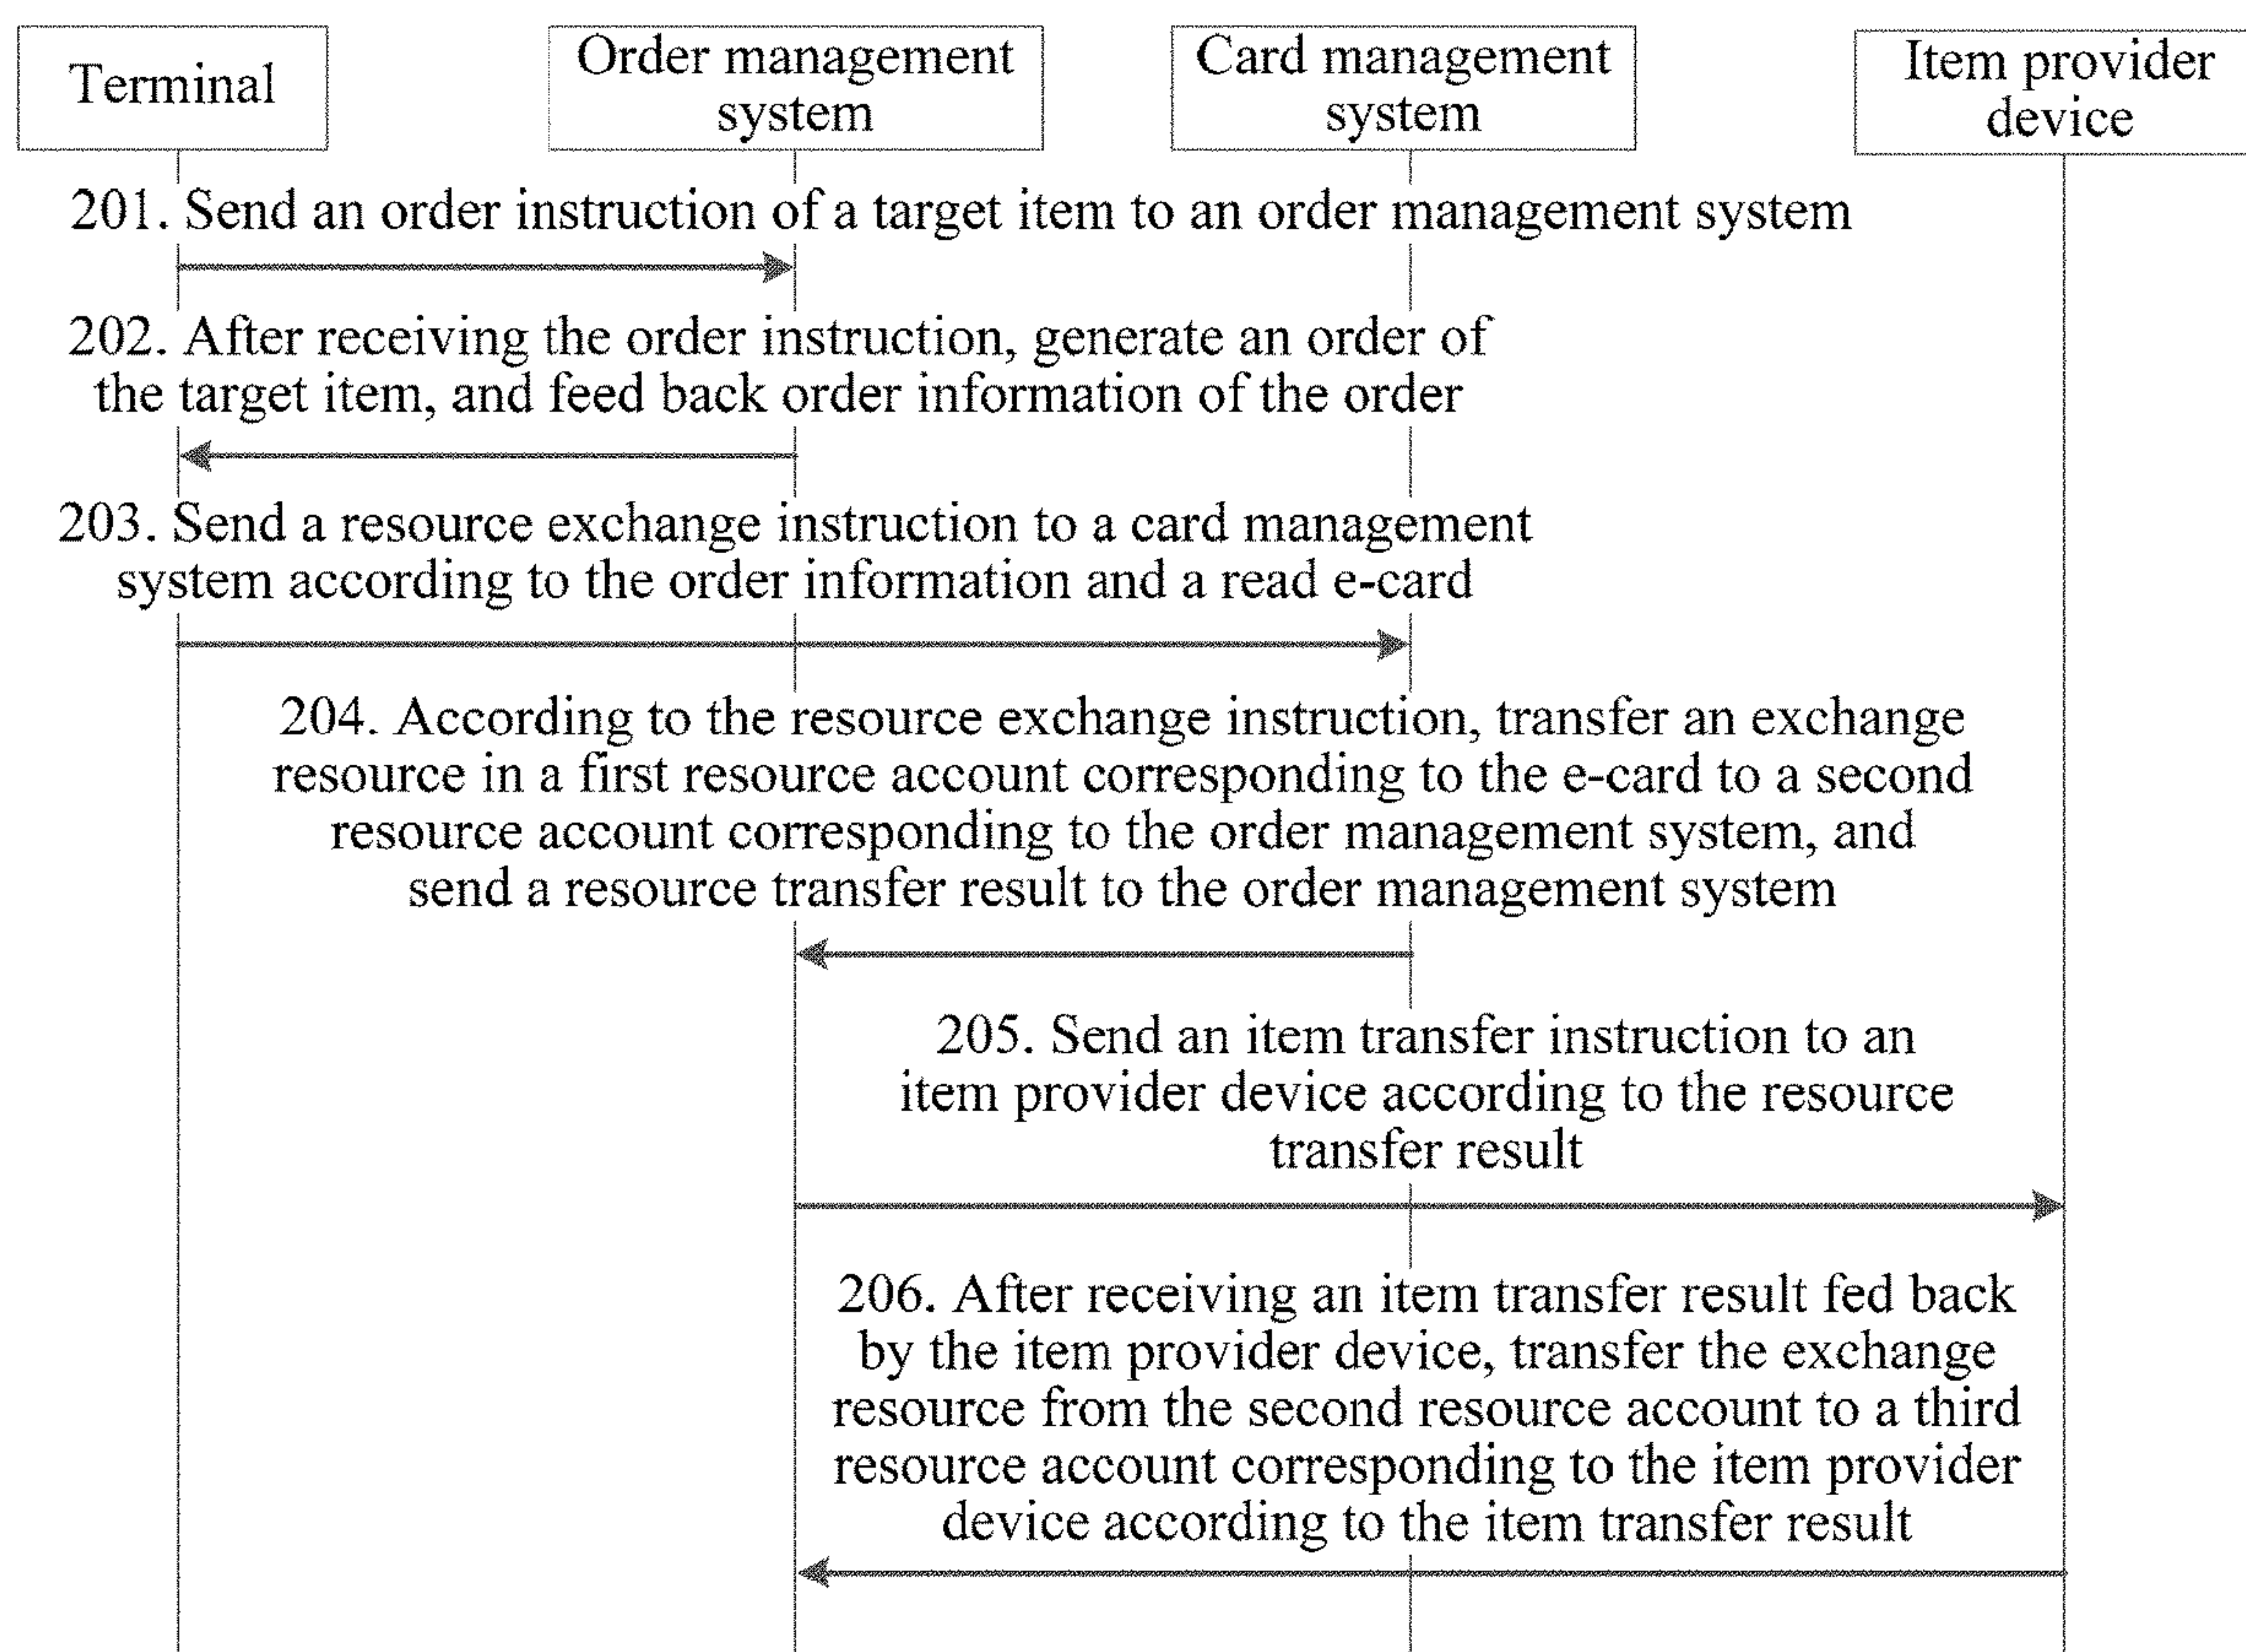 Terminal
Order management
system
Card management
system
Item provider
device
201. Send an order instruction of a target item to an order management system
202. After receiving the order instruction, generate an order of
the target item, and feed back order information of the order
203. Send a resource exchange instruction to a card management
system according to the order information and a read e-card
204. According to the resource exchange instruction, transfer an exchange
resource in a first resource account corresponding to the e-card to a second
resource account corresponding to the order management system, and
send a resource transfer result to the order management system
205. Send an item transfer instruction to an
item provider device according to the resource
transfer result
206. After receiving an item transfer result fed back
by the item provider device, transfer the exchange
resource from the second resource account to a third
resource account corresponding to the item provider
device according to the item transfer result